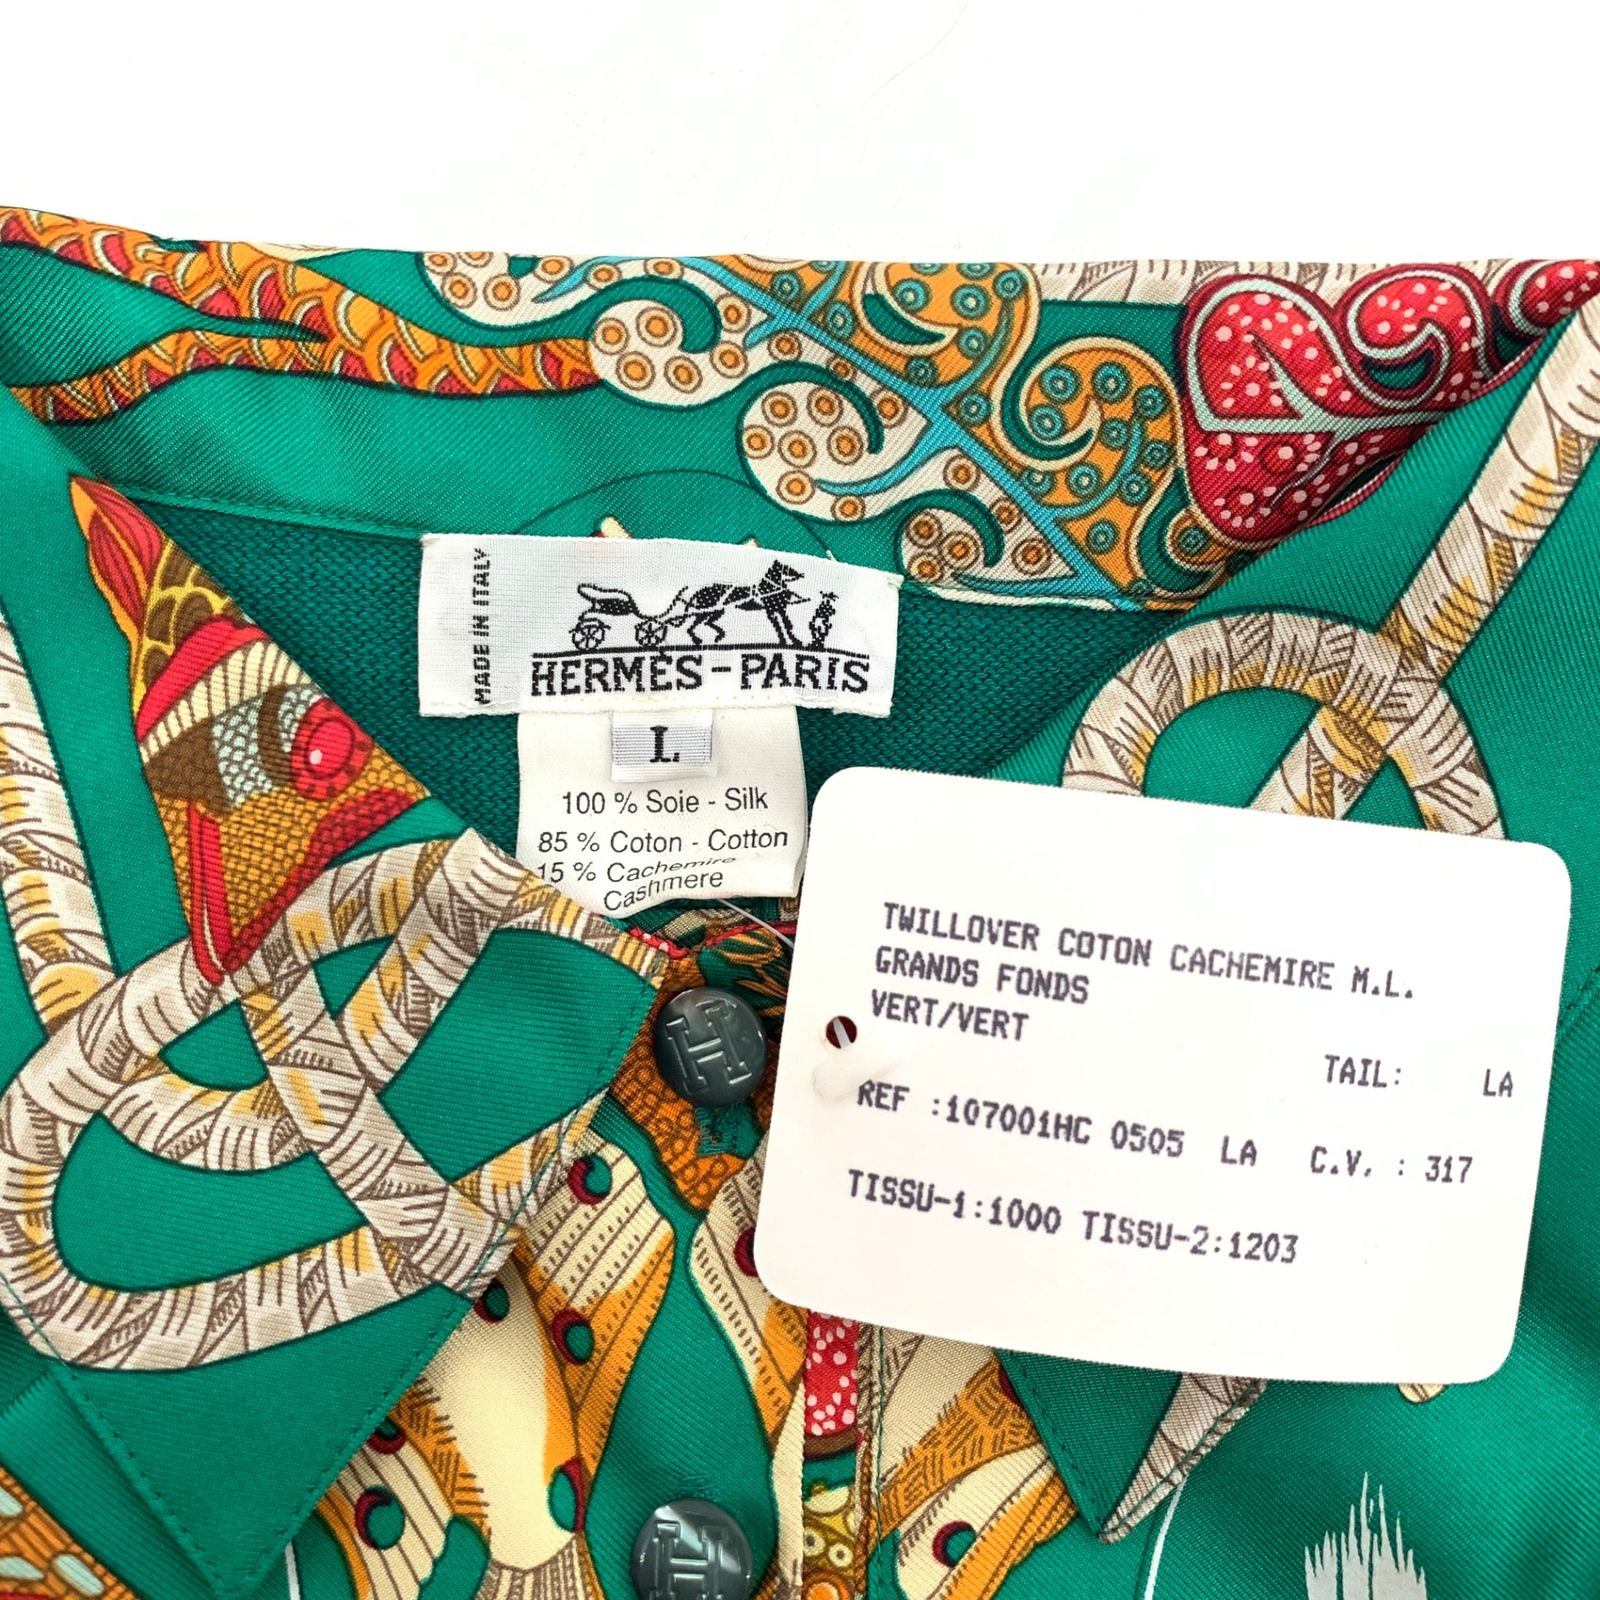 MADE IN ITALY
HERMÈS-PARIS
L
100 % Soie - Silk
85 % Coton - Cotton
15 % Cachemire
Cashmere
TWILLOVER COTON CACHEMIRE M.L.
GRANDS FONDS
VERT/VERT
TAIL: LA
REF :107001HC 0505 LA C.V. : 317
TISSU-1:1000 TISSU-2:1203
H
H